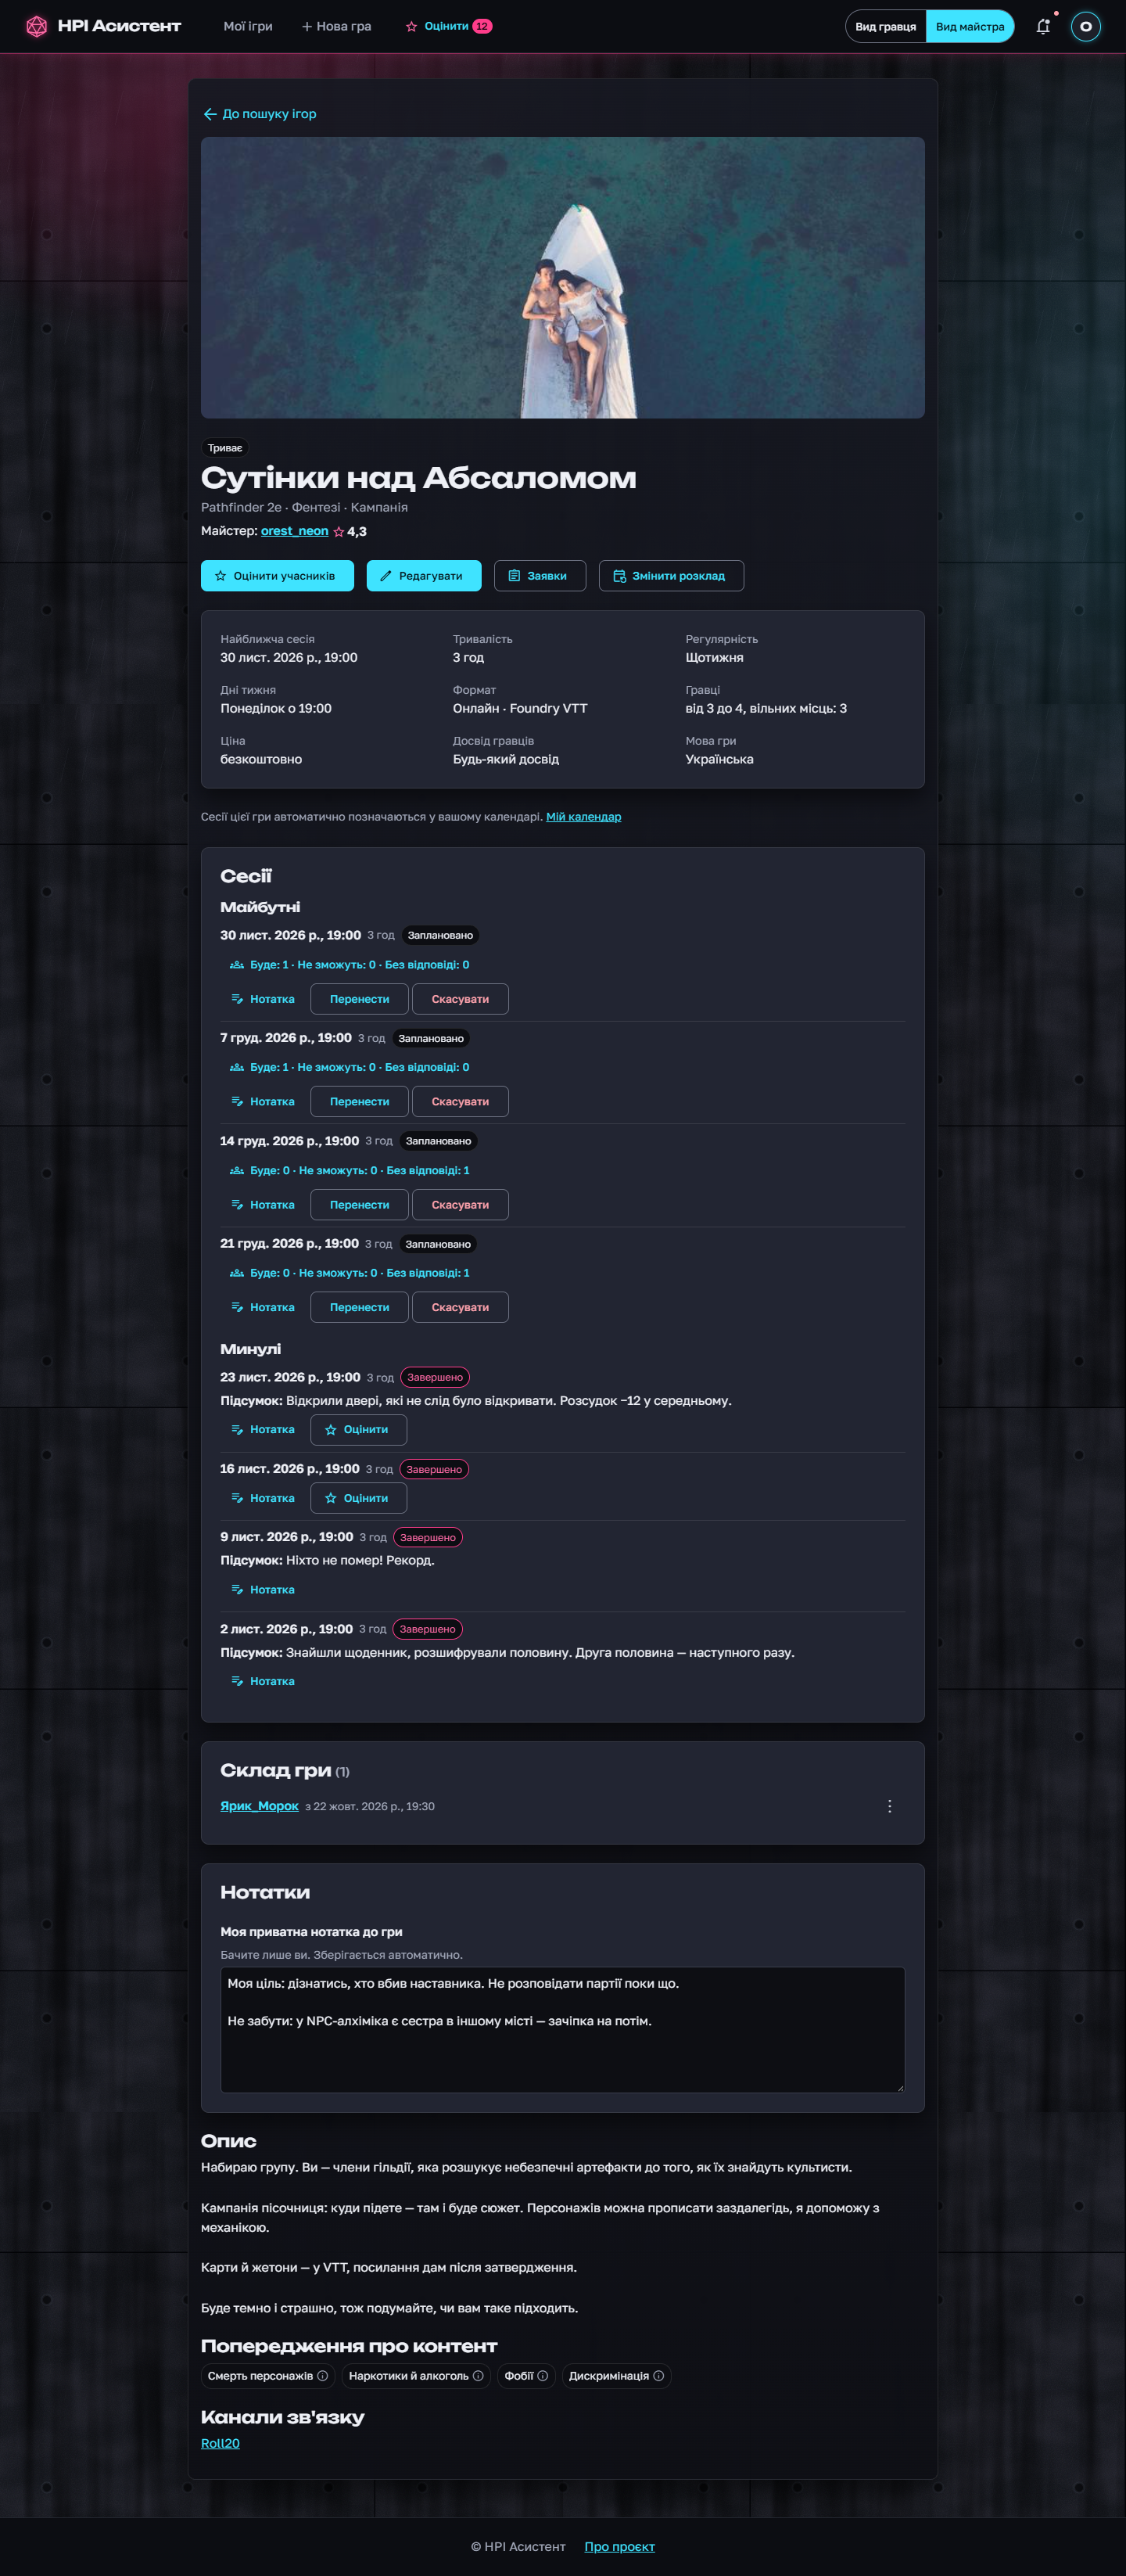 НРІ Асистент
Мої ігри
Нова гра
Оцінити 12
Вид гравця
Вид майстра
О
До пошуку ігор
Триває
Сутінки над Абсаломом
Pathfinder 2e · Фентезі · Кампанія
Майстер: orest_neon 4,3
Оцінити учасників
Редагувати
Заявки
Змінити розклад
Найближча сесія
30 лист. 2026 р., 19:00
Тривалість
3 год
Регулярність
Щотижня
Дні тижня
Понеділок о 19:00
Формат
Онлайн · Foundry VTT
Гравці
від 3 до 4, вільних місць: 3
Ціна
безкоштовно
Досвід гравців
Будь-який досвід
Мова гри
Українська
Сесії цієї гри автоматично позначаються у вашому календарі. Мій календар
Сесії
Майбутні
30 лист. 2026 р., 19:00 3 год Заплановано
Буде: 1 · Не зможуть: 0 · Без відповіді: 0
Нотатка Перенести Скасувати
7 груд. 2026 р., 19:00 3 год Заплановано
Буде: 1 · Не зможуть: 0 · Без відповіді: 0
Нотатка Перенести Скасувати
14 груд. 2026 р., 19:00 3 год Заплановано
Буде: 0 · Не зможуть: 0 · Без відповіді: 1
Нотатка Перенести Скасувати
21 груд. 2026 р., 19:00 3 год Заплановано
Буде: 0 · Не зможуть: 0 · Без відповіді: 1
Нотатка Перенести Скасувати
Минулі
23 лист. 2026 р., 19:00 3 год Завершено
Підсумок: Відкрили двері, які не слід було відкривати. Розсудок −12 у середньому.
Нотатка Оцінити
16 лист. 2026 р., 19:00 3 год Завершено
Нотатка Оцінити
9 лист. 2026 р., 19:00 3 год Завершено
Підсумок: Ніхто не помер! Рекорд.
Нотатка
2 лист. 2026 р., 19:00 3 год Завершено
Підсумок: Знайшли щоденник, розшифрували половину. Друга половина — наступного разу.
Нотатка
Склад гри (1)
Ярик_Морок з 22 жовт. 2026 р., 19:30
Нотатки
Моя приватна нотатка до гри
Бачите лише ви. Зберігається автоматично.
Моя ціль: дізнатись, хто вбив наставника. Не розповідати партії поки що.
Не забути: у NPC-алхіміка є сестра в іншому місті — зачіпка на потім.
Опис
Набираю групу. Ви — члени гільдії, яка розшукує небезпечні артефакти до того, як їх знайдуть культисти.
Кампанія пісочниця: куди підете — там і буде сюжет. Персонажів можна прописати заздалегідь, я допоможу з
механікою.
Карти й жетони — у VTT, посилання дам після затвердження.
Буде темно і страшно, тож подумайте, чи вам таке підходить.
Попередження про контент
Смерть персонажів
Наркотики й алкоголь
Фобії
Дискримінація
Канали зв'язку
Roll20
© НРІ Асистент
Про проєкт